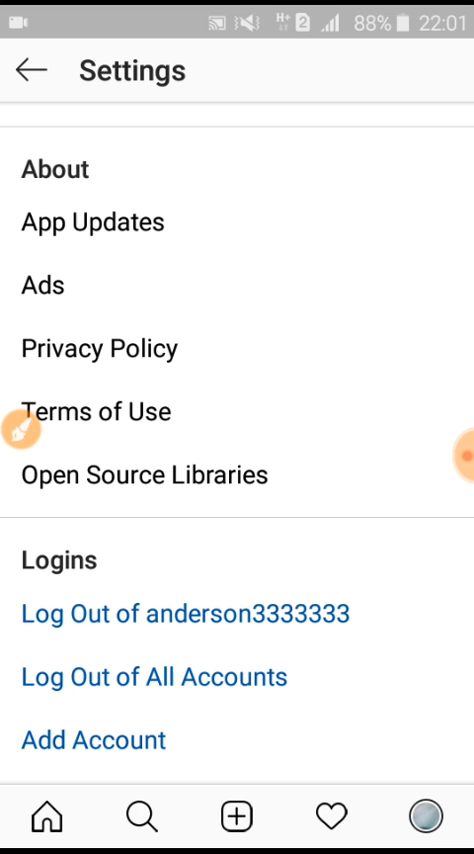 H+ 2 88% 22:01
Settings
About
App Updates
Ads
Privacy Policy
Terms of Use
Open Source Libraries
Logins
Log Out of anderson3333333
Log Out of All Accounts
Add Account